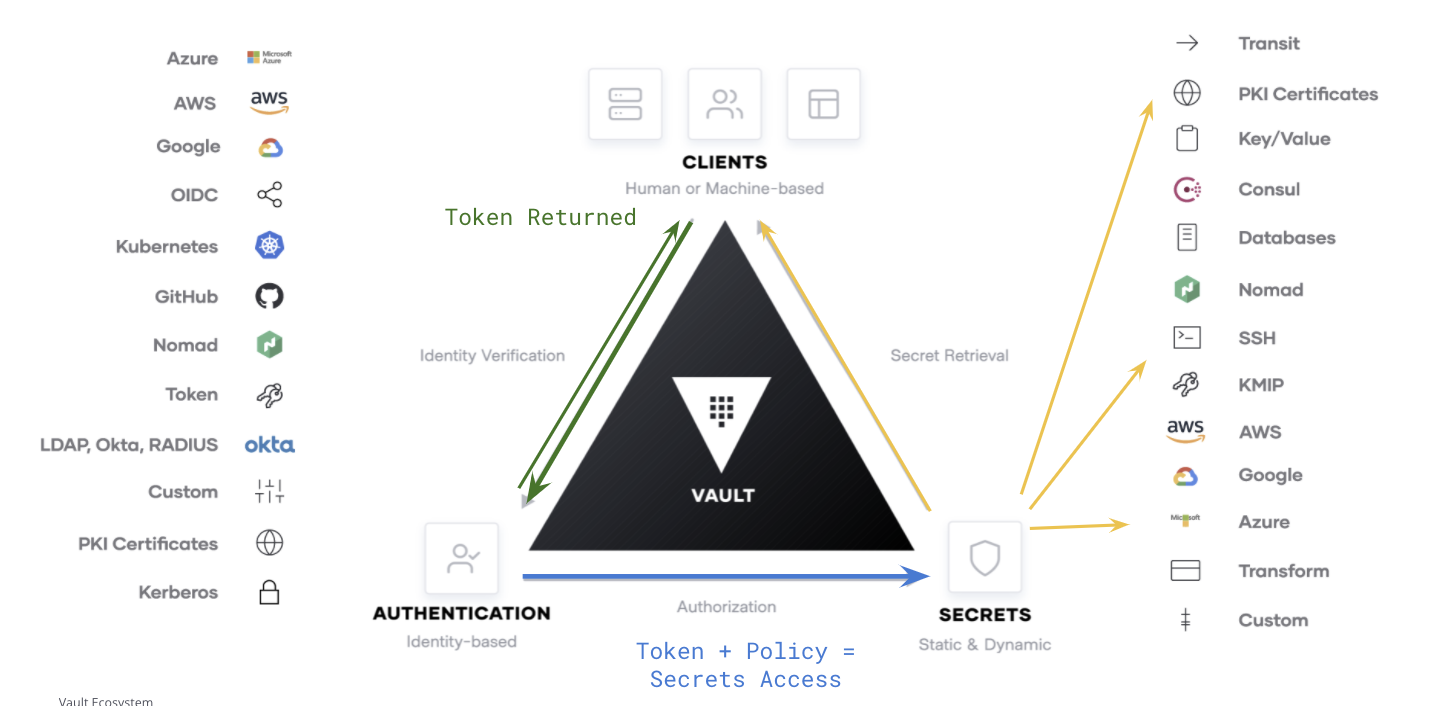 Azure
Microsoft
Azure
AWS
aws
Google
OIDC
Kubernetes
GitHub
Nomad
Token
LDAP, Okta, RADIUS
okta
Custom
PKI Certificates
Kerberos
CLIENTS
Human or Machine-based
Token Returned
Identity Verification
Secret Retrieval
VAULT
AUTHENTICATION
Identity-based
Authorization
Token + Policy =
Secrets Access
SECRETS
Static & Dynamic
Transit
PKI Certificates
Key/Value
Consul
Databases
Nomad
SSH
KMIP
aws
AWS
Google
Microsoft
Azure
Transform
Custom
Vault Ecosystem